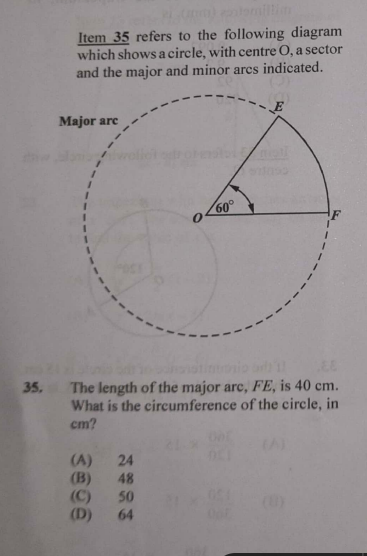 Item 35 refers to the following diagram
which shows a circle, with centre O, a sector
and the major and minor arcs indicated.
Major arc
E
60°
O
F
35. The length of the major arc, FE, is 40 cm.
What is the circumference of the circle, in
cm?
(A) 24
(B) 48
(C) 50
(D) 64